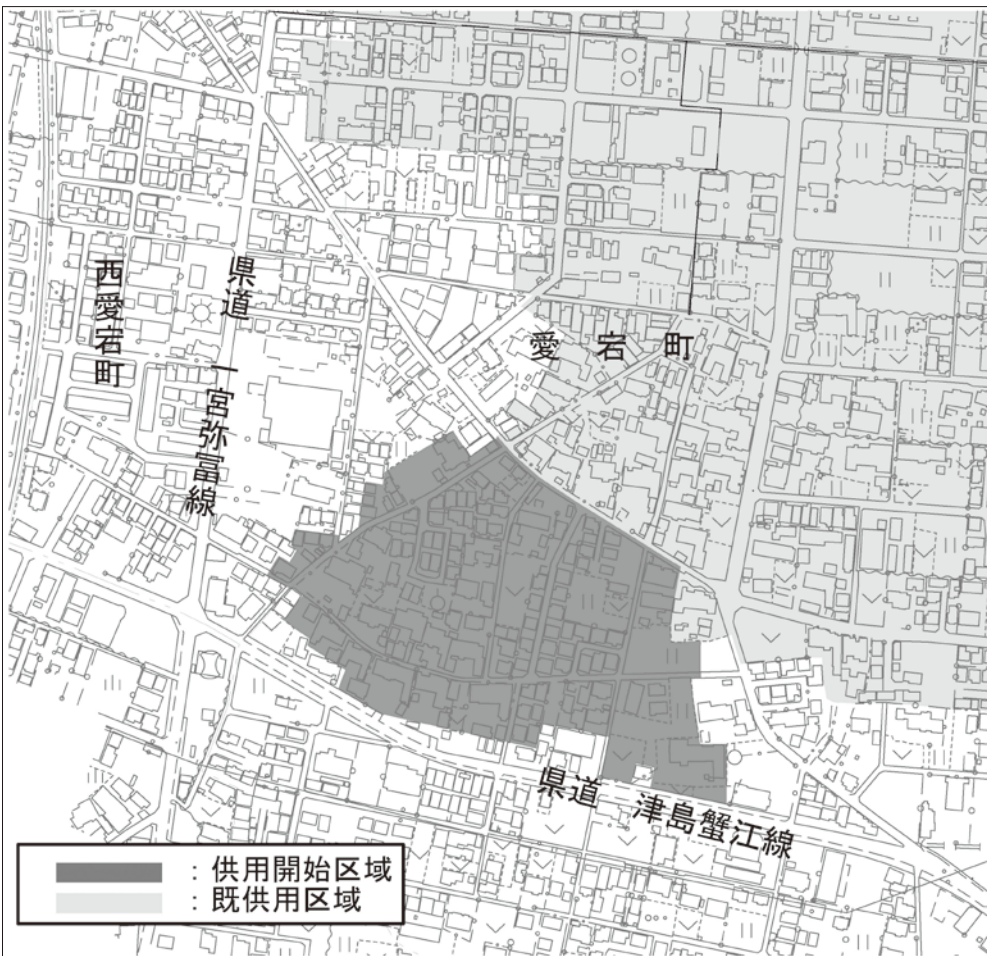 西愛宕町
県道 一宮弥冨線
愛宕町
県道 津島蟹江線
：供用開始区域
：既供用区域